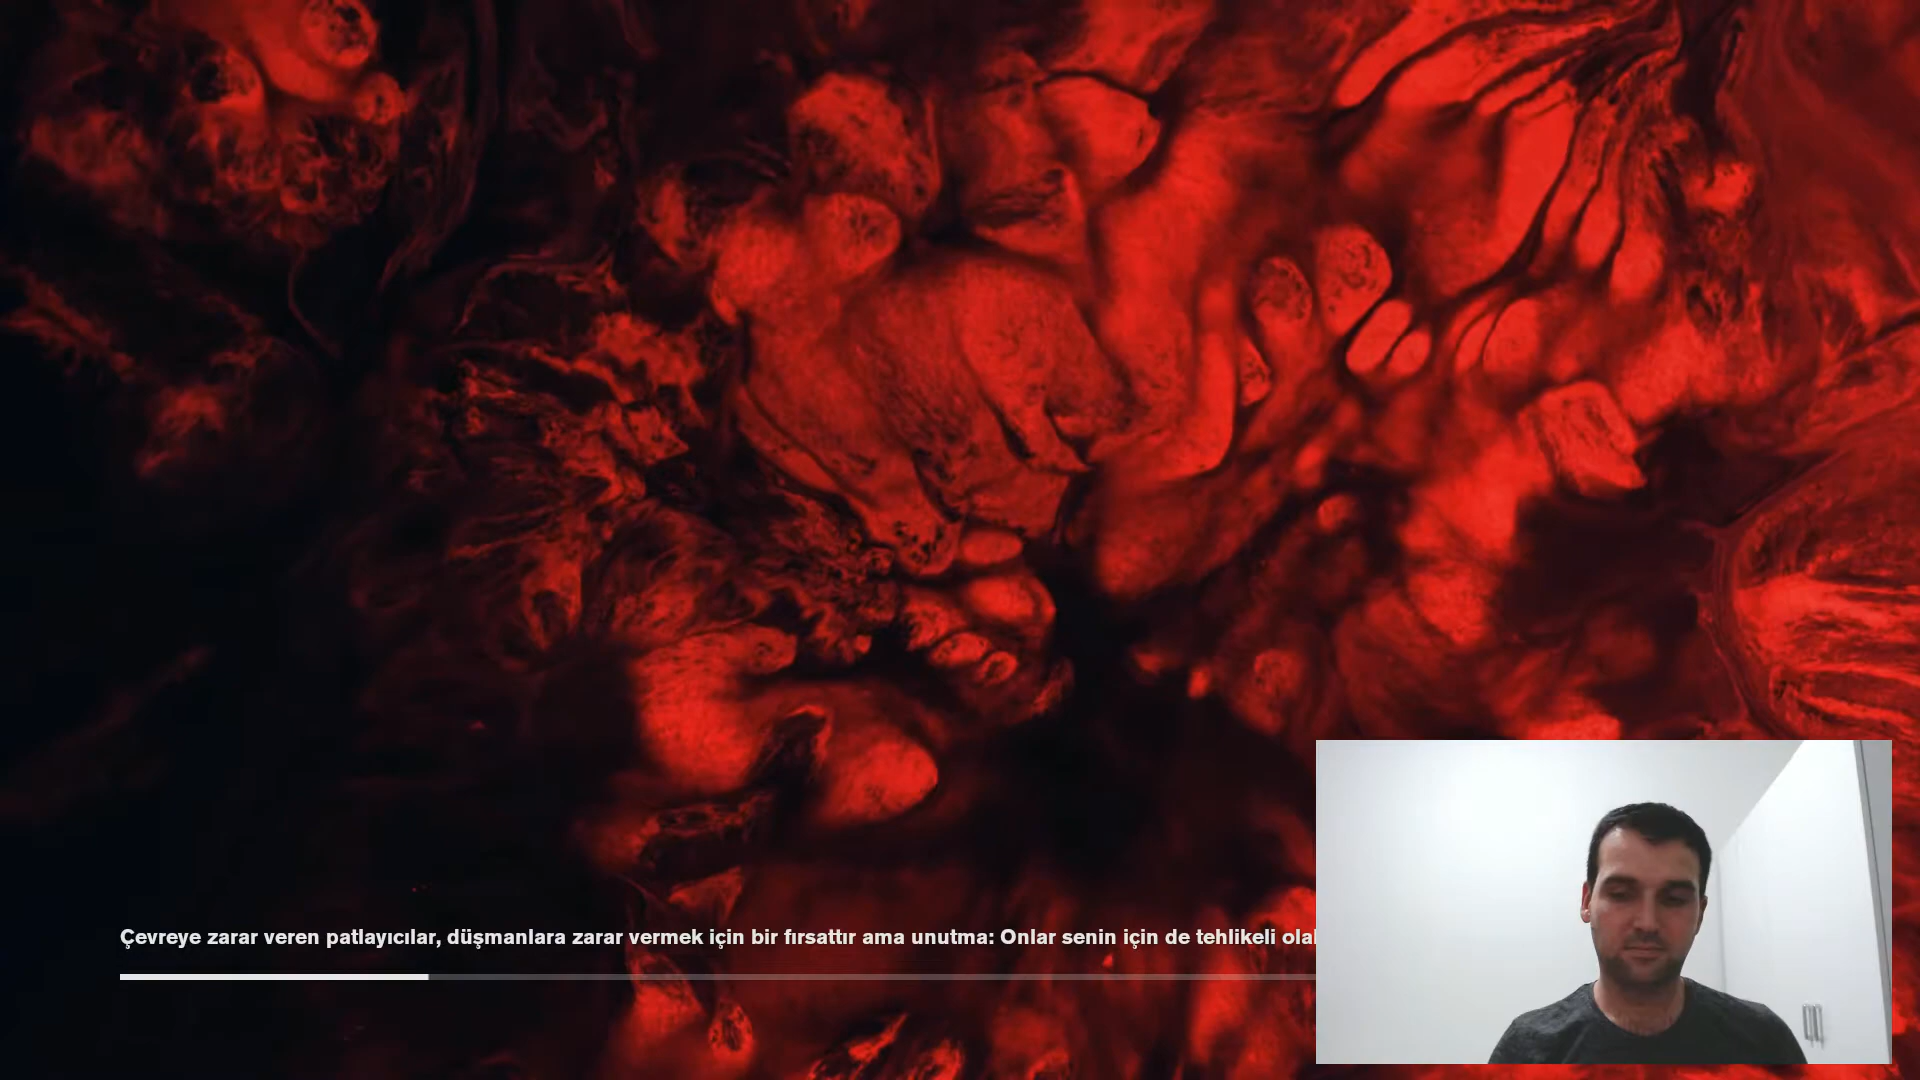 Çevreye zarar veren patlayıcılar, düşmanlara zarar vermek için bir fırsattır ama unutma: Onlar senin için de tehlikeli